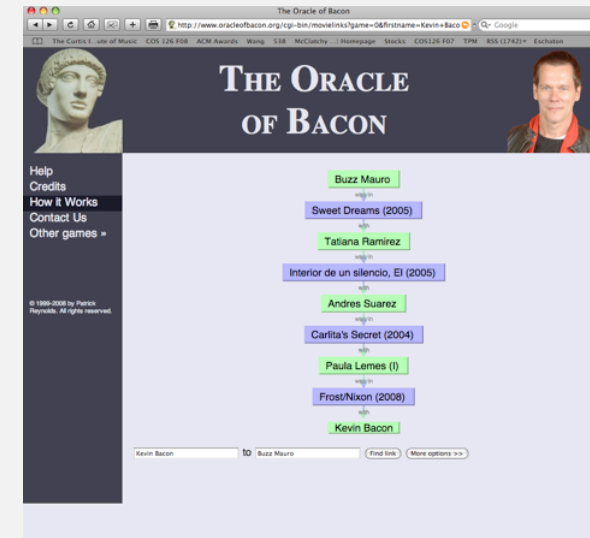 The Oracle of Bacon
http://www.oracleofbacon.org/cgi-bin/movielinks?game=0&firstname=Kevin+Baco
Google
The Curtis I...ute of Music COS 126 F08 ACM Awards Wang 538 McClatchy ...| Homepage Stocks COS126 F07 TPM RSS (1742) Eschaton
THE ORACLE
OF BACON
Help
Credits
How it Works
Contact Us
Other games »
© 1999-2008 by Patrick
Reynolds. All rights reserved.
Buzz Mauro
was in
Sweet Dreams (2005)
with
Tatiana Ramirez
was in
Interior de un silencio, El (2005)
with
Andres Suarez
was in
Carlita's Secret (2004)
with
Paula Lemes (I)
was in
Frost/Nixon (2008)
with
Kevin Bacon
Kevin Bacon to Buzz Mauro Find link More options >>